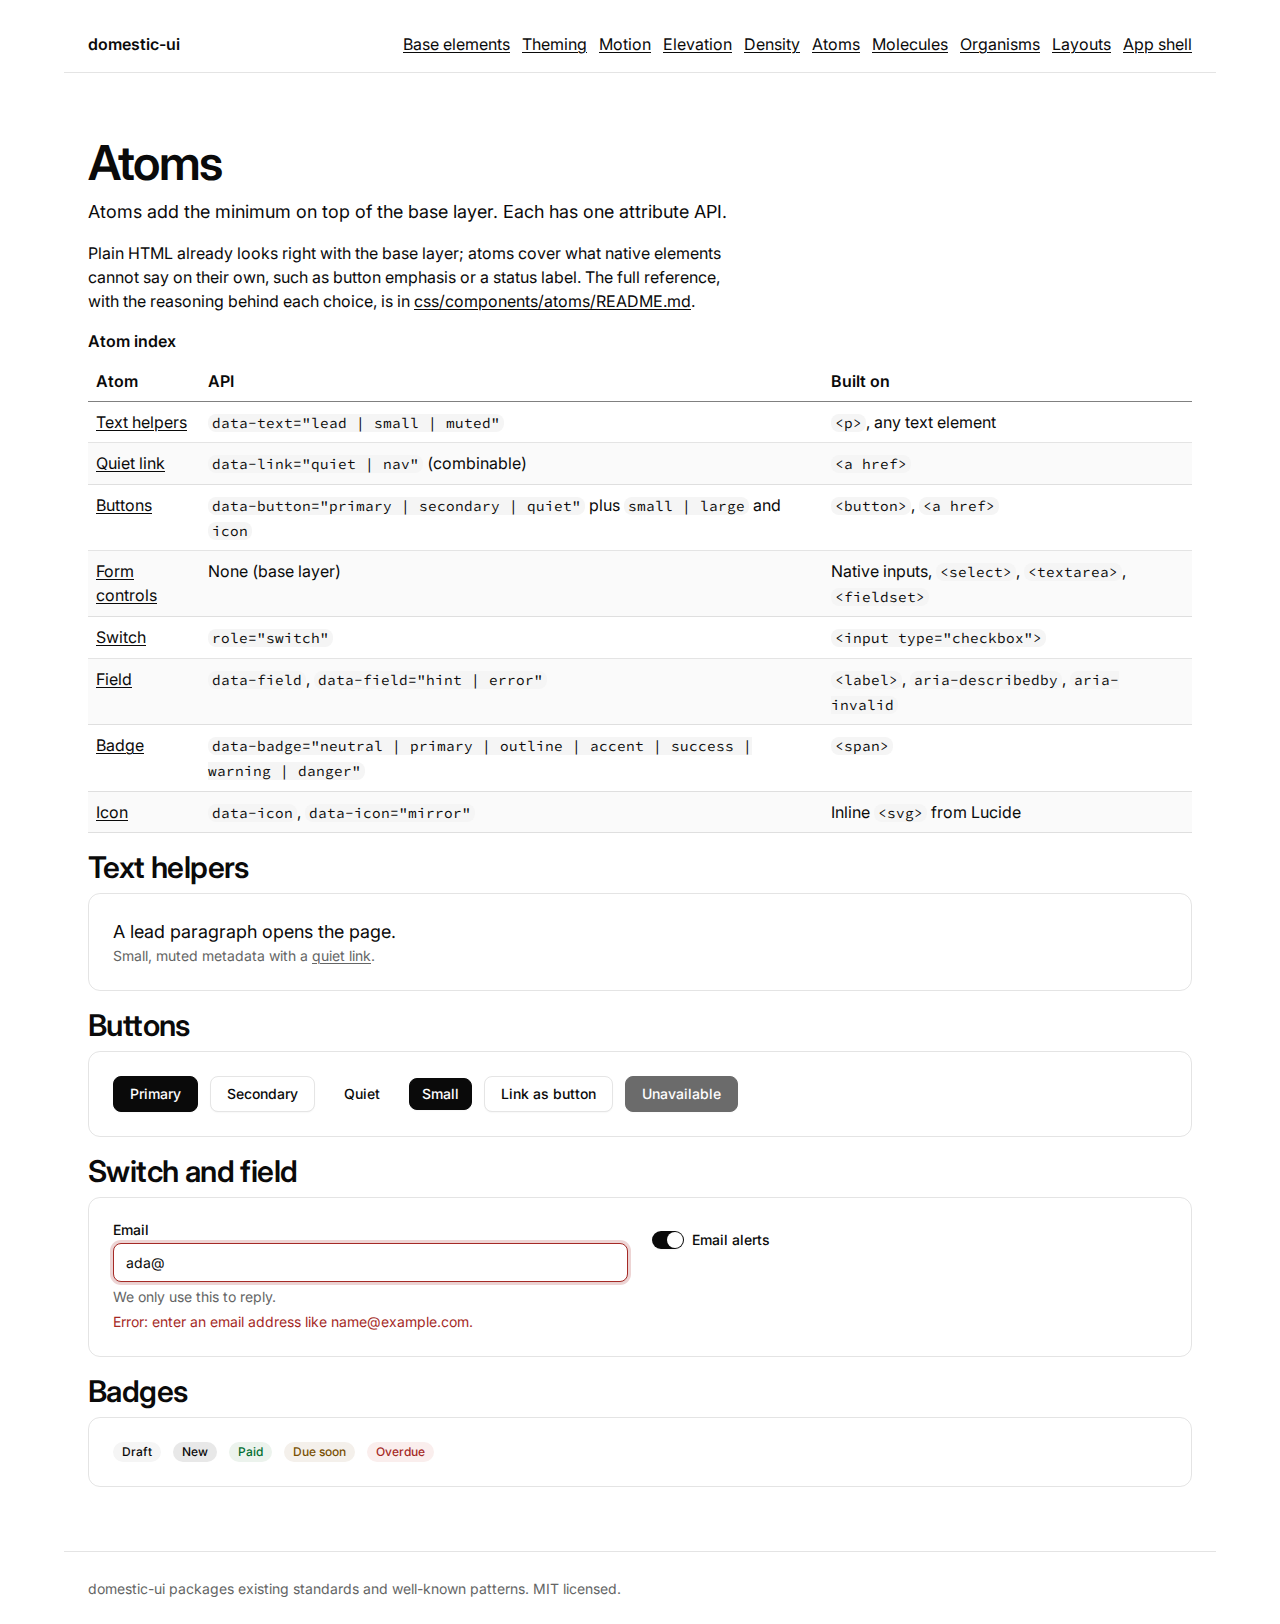 domestic-ui
Base elements Theming Motion Elevation Density Atoms Molecules Organisms Layouts App shell
Atoms
Atoms add the minimum on top of the base layer. Each has one attribute API.
Plain HTML already looks right with the base layer; atoms cover what native elements
cannot say on their own, such as button emphasis or a status label. The full reference,
with the reasoning behind each choice, is in css/components/atoms/README.md.
Atom index
Atom API Built on
Text helpers data-text="lead | small | muted" <p>, any text element
Quiet link data-link="quiet | nav" (combinable) <a href>
Buttons data-button="primary | secondary | quiet" plus small | large and <button>, <a href>
icon
Form None (base layer) Native inputs, <select>, <textarea>,
controls <fieldset>
Switch role="switch" <input type="checkbox">
Field data-field, data-field="hint | error" <label>, aria-describedby, aria-
invalid
Badge data-badge="neutral | primary | outline | accent | success | <span>
warning | danger"
Icon data-icon, data-icon="mirror" Inline <svg> from Lucide
Text helpers
A lead paragraph opens the page.
Small, muted metadata with a quiet link.
Buttons
Primary Secondary Quiet Small Link as button Unavailable
Switch and field
Email
ada@
Email alerts
We only use this to reply.
Error: enter an email address like name@example.com.
Badges
Draft New Paid Due soon Overdue
domestic-ui packages existing standards and well-known patterns. MIT licensed.